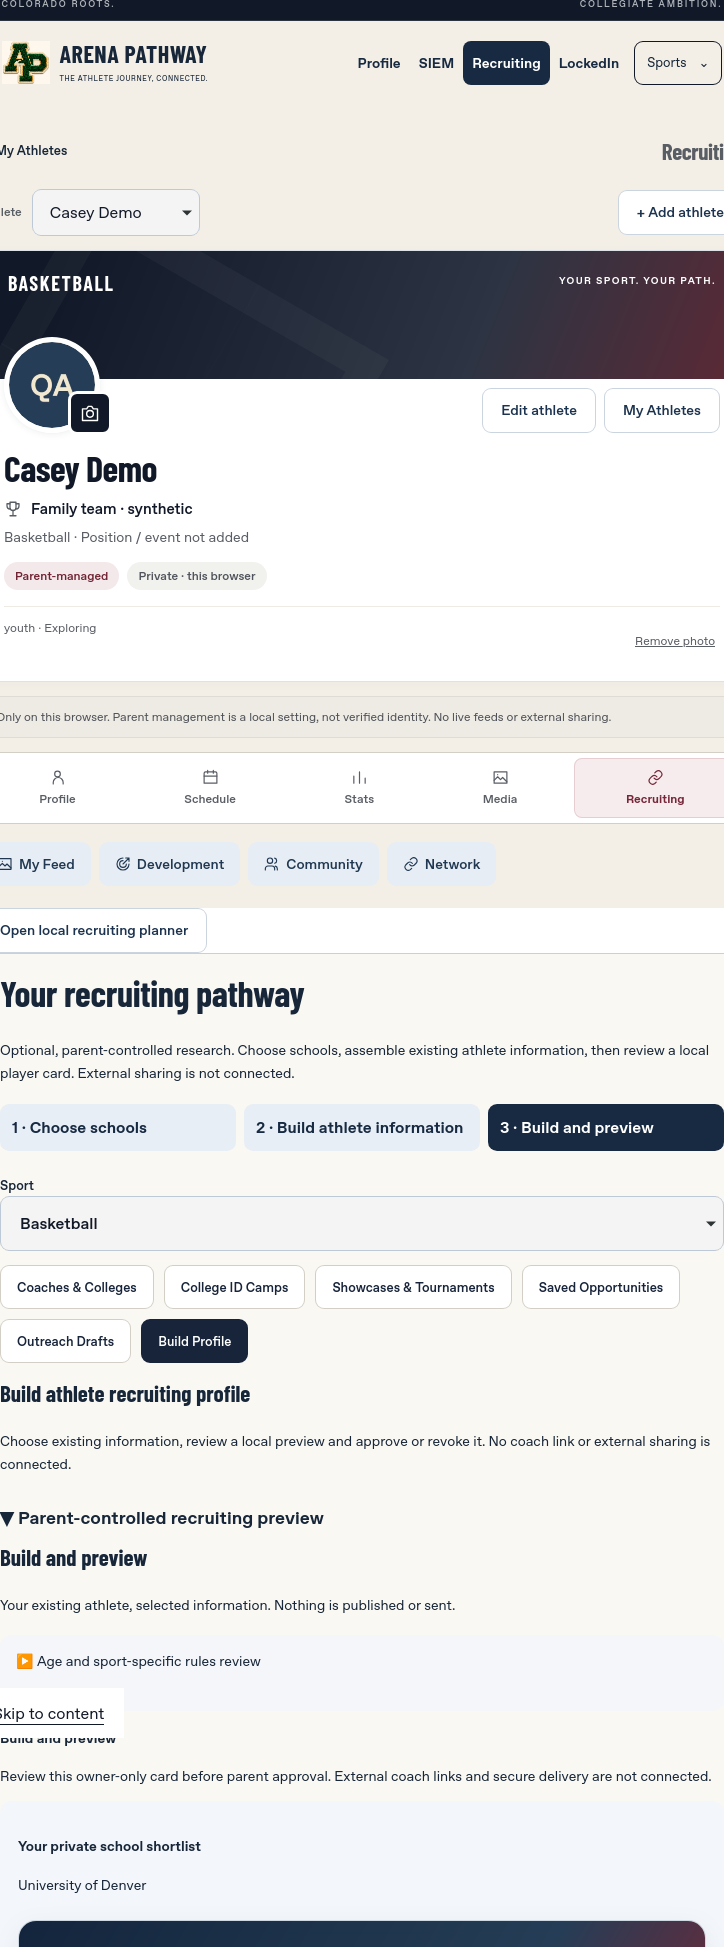 COLORADO ROOTS.
COLLEGIATE AMBITION.
AP
ARENA PATHWAY
THE ATHLETE JOURNEY, CONNECTED.
Profile
SIEM
Recruiting
LockedIn
Sports
My Athletes
Recruiti
lete
Casey Demo
+ Add athlete
BASKETBALL
YOUR SPORT. YOUR PATH.
QA
Edit athlete
My Athletes
Casey Demo
Family team · synthetic
Basketball · Position / event not added
Parent-managed
Private · this browser
youth · Exploring
Remove photo
Only on this browser. Parent management is a local setting, not verified identity. No live feeds or external sharing.
Profile
Schedule
Stats
Media
Recruiting
My Feed
Development
Community
Network
Open local recruiting planner
Your recruiting pathway
Optional, parent-controlled research. Choose schools, assemble existing athlete information, then review a local
player card. External sharing is not connected.
1 · Choose schools
2 · Build athlete information
3 · Build and preview
Sport
Basketball
Coaches & Colleges
College ID Camps
Showcases & Tournaments
Saved Opportunities
Outreach Drafts
Build Profile
Build athlete recruiting profile
Choose existing information, review a local preview and approve or revoke it. No coach link or external sharing is
connected.
▼ Parent-controlled recruiting preview
Build and preview
Your existing athlete, selected information. Nothing is published or sent.
▶️ Age and sport-specific rules review
Skip to content
Build and preview
Review this owner-only card before parent approval. External coach links and secure delivery are not connected.
Your private school shortlist
University of Denver